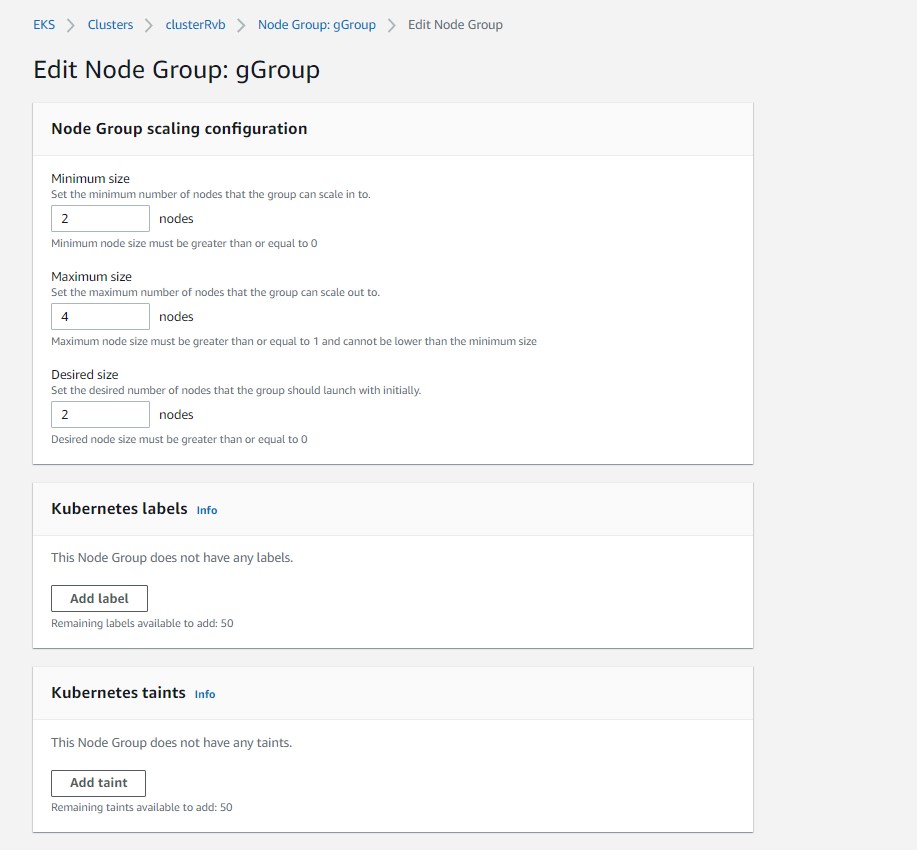 EKS > Clusters > clusterRvb > Node Group: gGroup > Edit Node Group
Edit Node Group: gGroup
Node Group scaling configuration
Minimum size
Set the minimum number of nodes that the group can scale in to.
2 nodes
Minimum node size must be greater than or equal to 0
Maximum size
Set the maximum number of nodes that the group can scale out to.
4 nodes
Maximum node size must be greater than or equal to 1 and cannot be lower than the minimum size
Desired size
Set the desired number of nodes that the group should launch with initially.
2 nodes
Desired node size must be greater than or equal to 0
Kubernetes labels Info
This Node Group does not have any labels.
Add label
Remaining labels available to add: 50
Kubernetes taints Info
This Node Group does not have any taints.
Add taint
Remaining taints available to add: 50